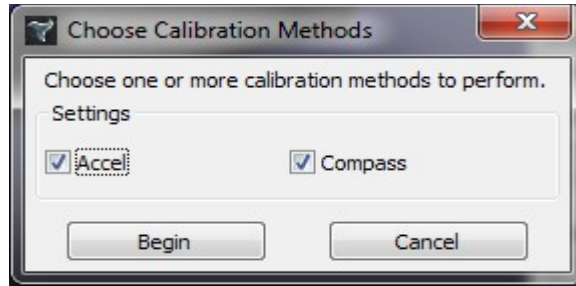 Choose Calibration Methods
Choose one or more calibration methods to perform.
Settings
Accel Compass
Begin Cancel